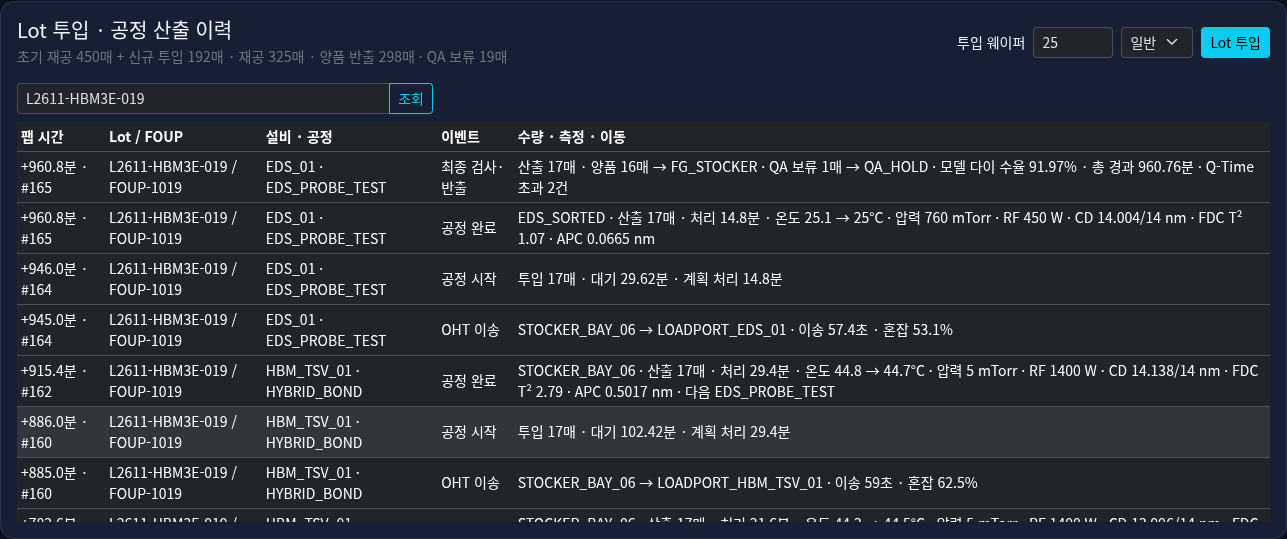 Lot 투입 · 공정 산출 이력
초기 재공 450매 + 신규 투입 192매 · 재공 325매 · 양품 반출 298매 · QA 보류 19매
투입 웨이퍼 25 일반 Lot 투입
L2611-HBM3E-019 조회
팹 시간 Lot / FOUP 설비 · 공정 이벤트 수량 · 측정 · 이동
+960.8분 · L2611-HBM3E-019 / EDS_01 · 최종 검사· 산출 17매 · 양품 16매 → FG_STOCKER · QA 보류 1매 → QA_HOLD · 모델 다이 수율 91.97% · 총 경과 960.76분 · Q-Time
#165 FOUP-1019 EDS_PROBE_TEST 반출 초과 2건
+960.8분 · L2611-HBM3E-019 / EDS_01 · 공정 완료 EDS_SORTED · 산출 17매 · 처리 14.8분 · 온도 25.1 → 25°C · 압력 760 mTorr · RF 450 W · CD 14.004/14 nm · FDC T²
#165 FOUP-1019 EDS_PROBE_TEST 1.07 · APC 0.0665 nm
+946.0분 · L2611-HBM3E-019 / EDS_01 · 공정 시작 투입 17매 · 대기 29.62분 · 계획 처리 14.8분
#164 FOUP-1019 EDS_PROBE_TEST
+945.0분 · L2611-HBM3E-019 / EDS_01 · OHT 이송 STOCKER_BAY_06 → LOADPORT_EDS_01 · 이송 57.4초 · 혼잡 53.1%
#164 FOUP-1019 EDS_PROBE_TEST
+915.4분 · L2611-HBM3E-019 / HBM_TSV_01 · 공정 완료 STOCKER_BAY_06 · 산출 17매 · 처리 29.4분 · 온도 44.8 → 44.7°C · 압력 5 mTorr · RF 1400 W · CD 14.138/14 nm · FDC
#162 FOUP-1019 HYBRID_BOND T² 2.79 · APC 0.5017 nm · 다음 EDS_PROBE_TEST
+886.0분 · L2611-HBM3E-019 / HBM_TSV_01 · 공정 시작 투입 17매 · 대기 102.42분 · 계획 처리 29.4분
#160 FOUP-1019 HYBRID_BOND
+885.0분 · L2611-HBM3E-019 / HBM_TSV_01 · OHT 이송 STOCKER_BAY_06 → LOADPORT_HBM_TSV_01 · 이송 59초 · 혼잡 62.5%
#160 FOUP-1019 HYBRID_BOND